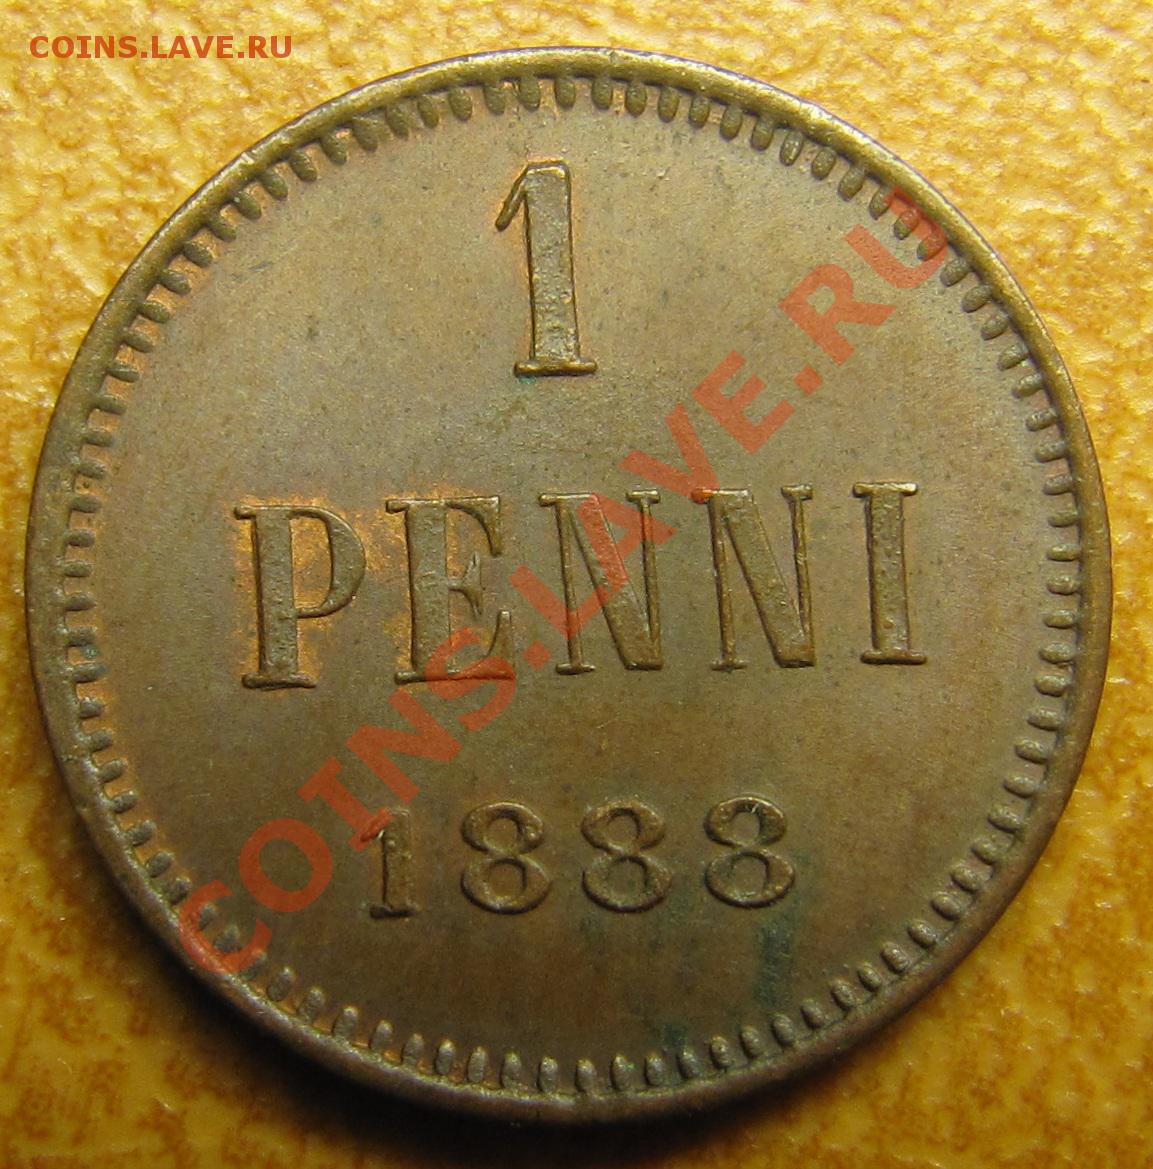 COINS.LAVE.RU
1
PENNI
1888
COINS.LAVE.RU